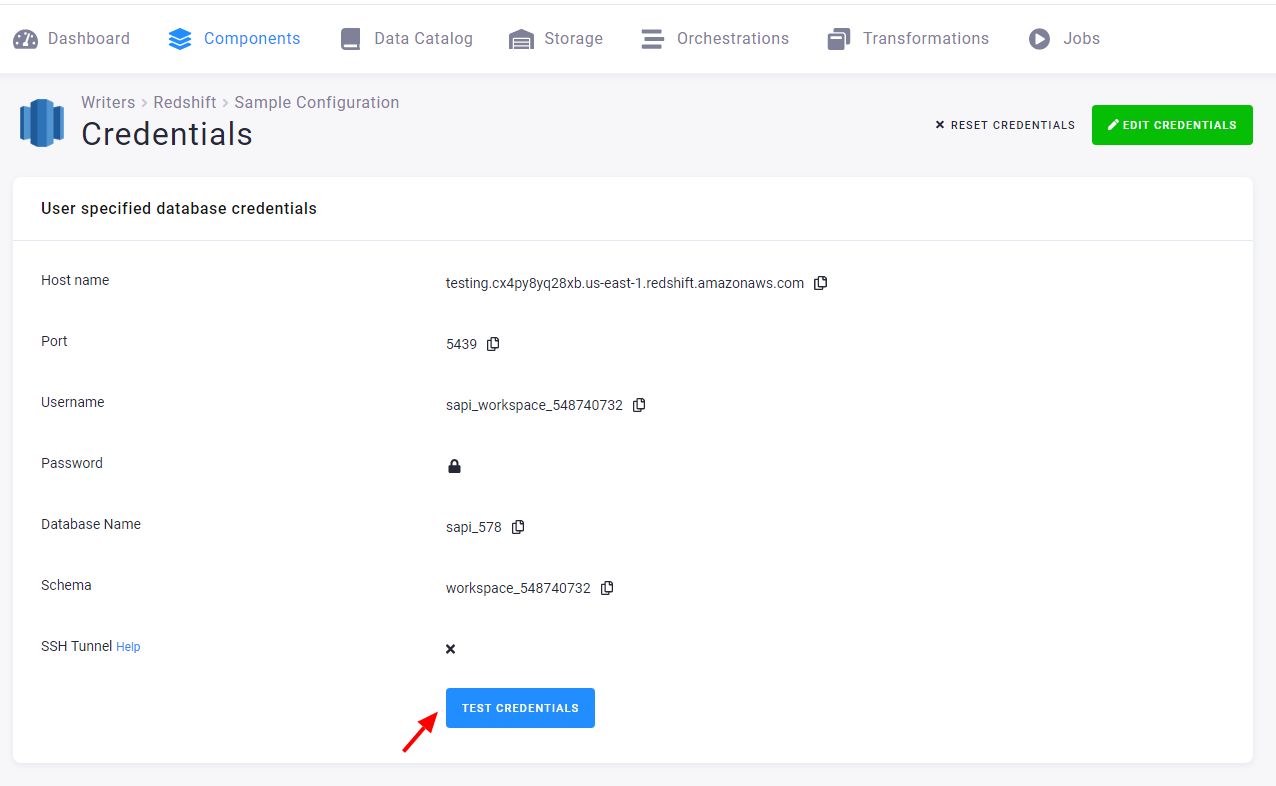 Dashboard Components Data Catalog Storage Orchestrations Transformations Jobs
Writers > Redshift > Sample Configuration
Credentials
RESET CREDENTIALS EDIT CREDENTIALS
User specified database credentials
Host name testing.cx4py8yq28xb.us-east-1.redshift.amazonaws.com
Port 5439
Username sapi_workspace_548740732
Password
Database Name sapi_578
Schema workspace_548740732
SSH Tunnel Help
TEST CREDENTIALS